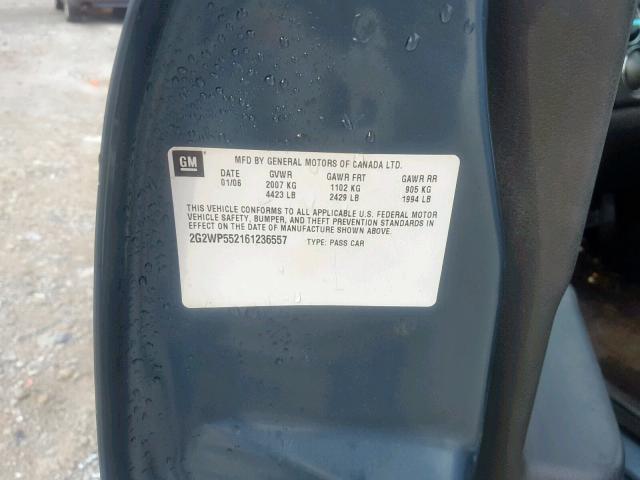 GM
MFD BY GENERAL MOTORS OF CANADA LTD.
DATE GVWR GAWR FRT GAWR RR
01/06 2007 KG 1102 KG 905 KG
4423 LB 2429 LB 1994 LB
THIS VEHICLE CONFORMS TO ALL APPLICABLE U.S. FEDERAL MOTOR
VEHICLE SAFETY, BUMPER, AND THEFT PREVENTION STANDARDS IN
EFFECT ON THE DATE OF MANUFACTURE SHOWN ABOVE.
2G2WP552161236557 TYPE: PASS CAR